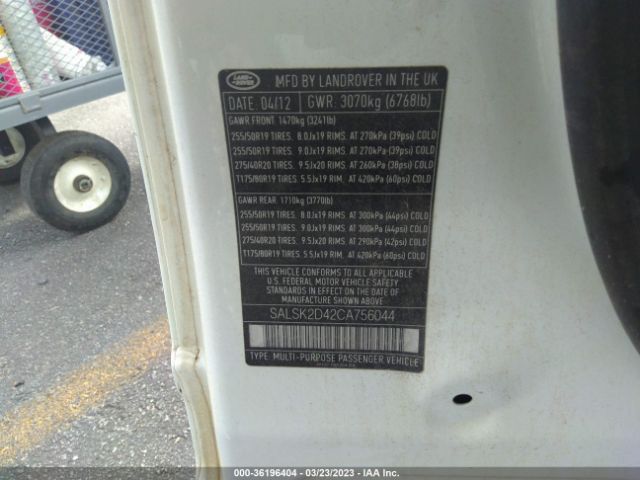 LAND ROVER
MFD BY LANDROVER IN THE UK
DATE 04/12 GWR: 3070kg (6768lb)
GAWR FRONT 1470kg (3241lb)
255/50R19 TIRES. 8.0Jx19 RIMS. AT 270kPa (39psi) COLD
255/50R19 TIRES. 9.0Jx19 RIMS. AT 270kPa (39psi) COLD
275/40R20 TIRES. 9.5Jx20 RIMS. AT 260kPa (38psi) COLD
T175/80R19 TIRES. 5.5Jx19 RIM. AT 420kPa (60psi) COLD
GAWR REAR 1710kg (3770lb)
255/50R19 TIRES. 8.0Jx19 RIMS. AT 300kPa (44psi) COLD
255/50R19 TIRES. 9.0Jx19 RIMS. AT 300kPa (44psi) COLD
275/40R20 TIRES. 9.5Jx20 RIMS. AT 290kPa (42psi) COLD
T175/80R19 TIRES. 5.5Jx19 RIM. AT 420kPa (60psi) COLD
THIS VEHICLE CONFORMS TO ALL APPLICABLE
U.S. FEDERAL MOTOR VEHICLE SAFETY
STANDARDS IN EFFECT ON THE DATE OF
MANUFACTURE SHOWN ABOVE.
SALSK2D42CA756044
TYPE: MULTI-PURPOSE PASSENGER VEHICLE
000-36196404 - 03/23/2023 - IAA Inc.